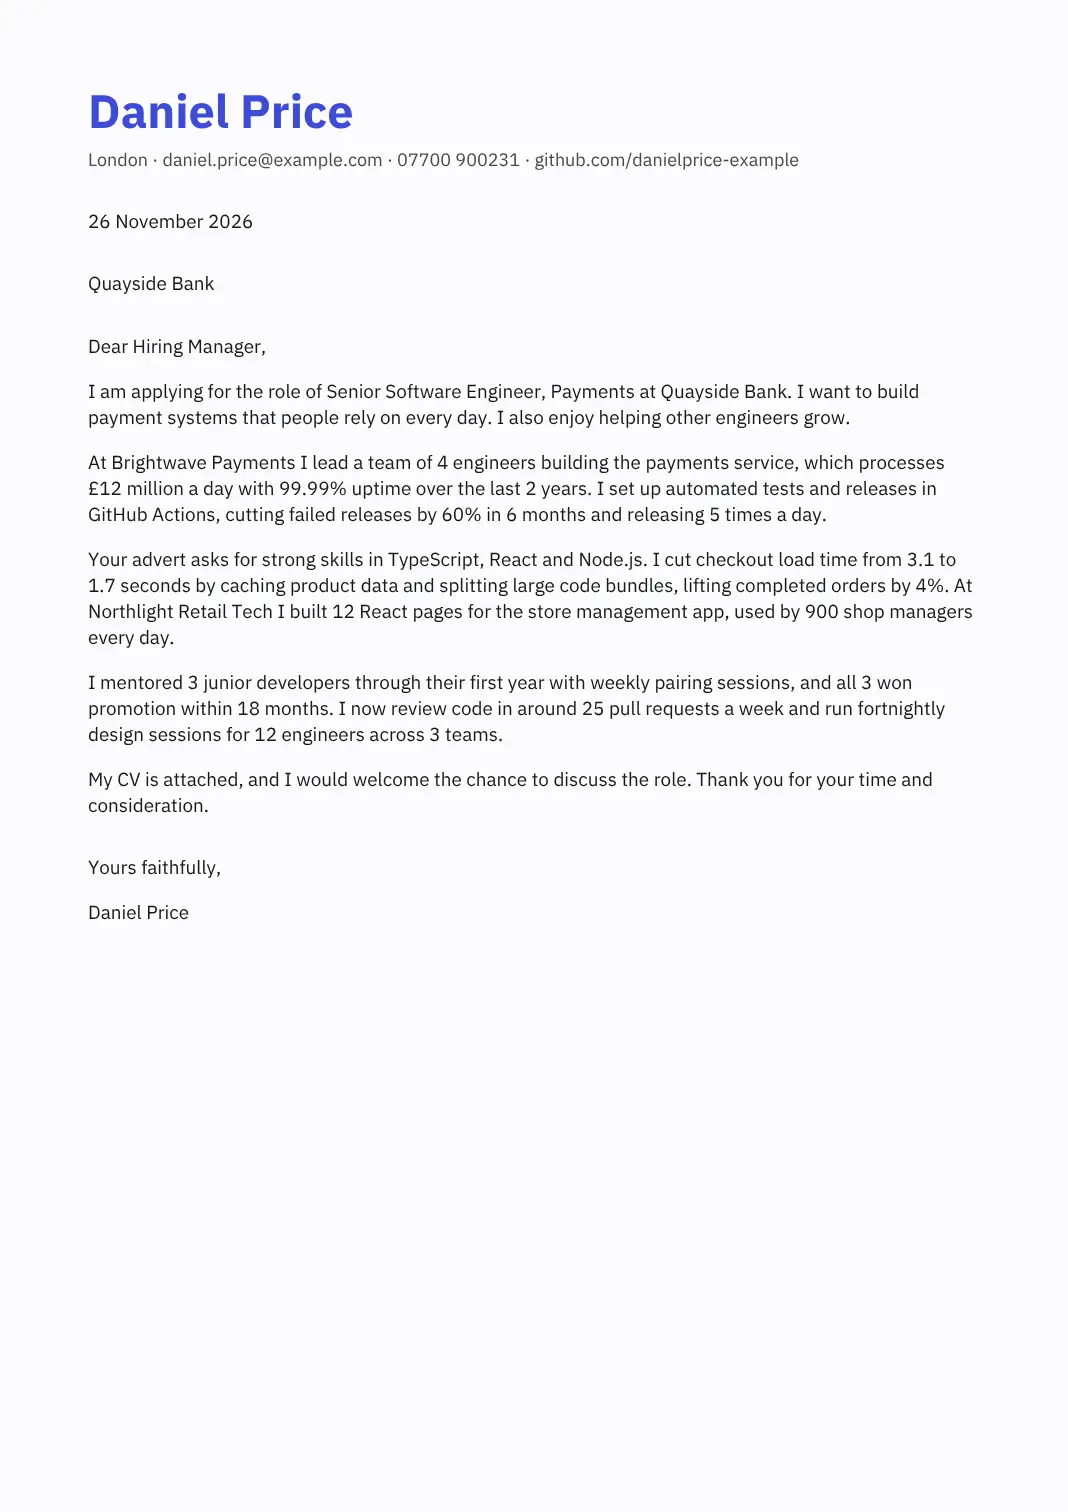 Daniel Price
London · daniel.price@example.com · 07700 900231 · github.com/danielprice-example
26 November 2026
Quayside Bank
Dear Hiring Manager,
I am applying for the role of Senior Software Engineer, Payments at Quayside Bank. I want to build
payment systems that people rely on every day. I also enjoy helping other engineers grow.
At Brightwave Payments I lead a team of 4 engineers building the payments service, which processes
£12 million a day with 99.99% uptime over the last 2 years. I set up automated tests and releases in
GitHub Actions, cutting failed releases by 60% in 6 months and releasing 5 times a day.
Your advert asks for strong skills in TypeScript, React and Node.js. I cut checkout load time from 3.1 to
1.7 seconds by caching product data and splitting large code bundles, lifting completed orders by 4%. At
Northlight Retail Tech I built 12 React pages for the store management app, used by 900 shop managers
every day.
I mentored 3 junior developers through their first year with weekly pairing sessions, and all 3 won
promotion within 18 months. I now review code in around 25 pull requests a week and run fortnightly
design sessions for 12 engineers across 3 teams.
My CV is attached, and I would welcome the chance to discuss the role. Thank you for your time and
consideration.
Yours faithfully,
Daniel Price